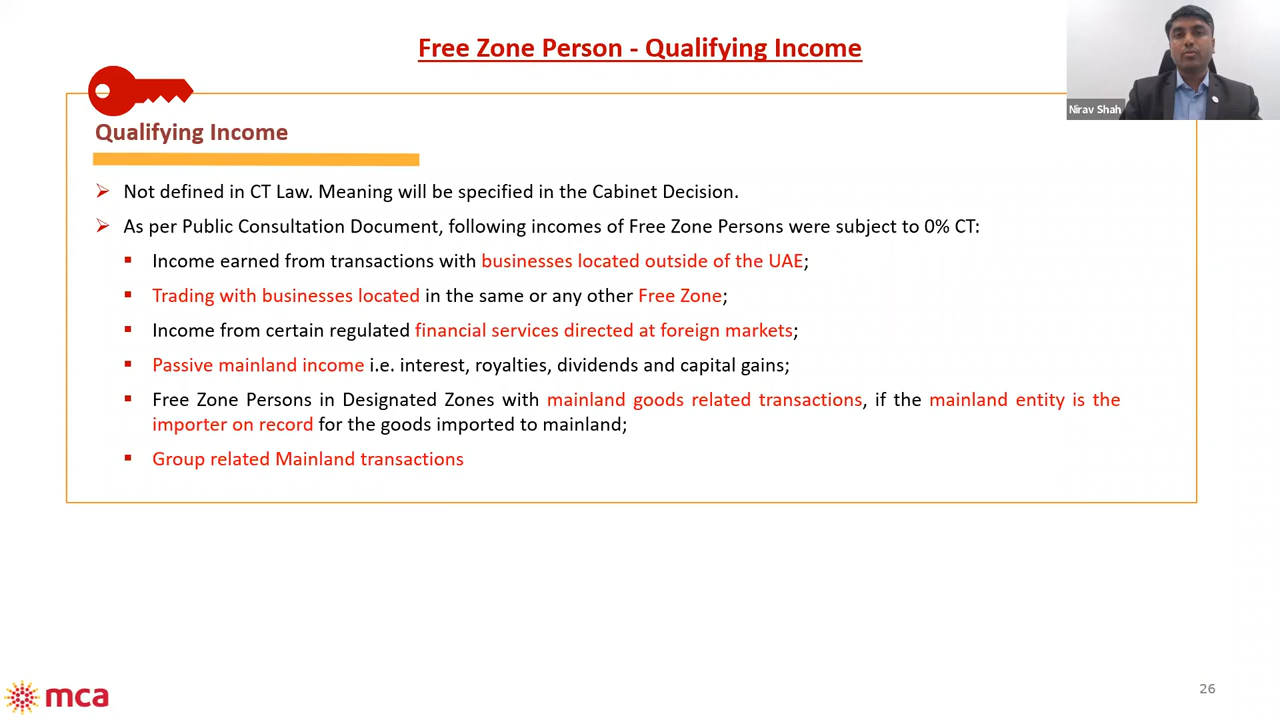 Free Zone Person - Qualifying Income
Nirav Shah
Qualifying Income
➢ Not defined in CT Law. Meaning will be specified in the Cabinet Decision.
➢ As per Public Consultation Document, following incomes of Free Zone Persons were subject to 0% CT:
▪ Income earned from transactions with businesses located outside of the UAE;
▪ Trading with businesses located in the same or any other Free Zone;
▪ Income from certain regulated financial services directed at foreign markets;
▪ Passive mainland income i.e. interest, royalties, dividends and capital gains;
▪ Free Zone Persons in Designated Zones with mainland goods related transactions, if the mainland entity is the
importer on record for the goods imported to mainland;
▪ Group related Mainland transactions
mca
26